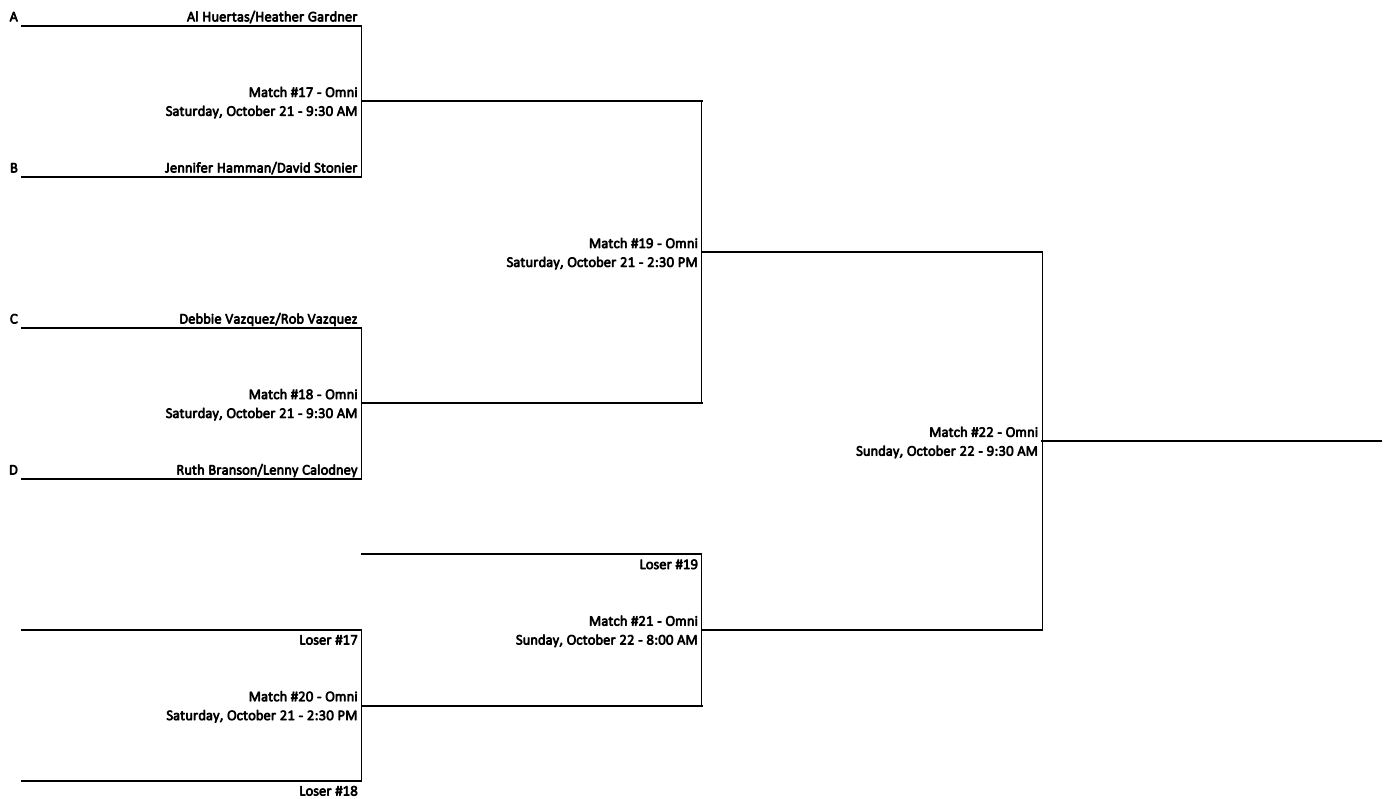 A
Al Huertas/Heather Gardner
Match #17 - Omni
Saturday, October 21 - 9:30 AM
B
Jennifer Hamman/David Stonier
Match #19 - Omni
Saturday, October 21 - 2:30 PM
C
Debbie Vazquez/Rob Vazquez
Match #18 - Omni
Saturday, October 21 - 9:30 AM
Match #22 - Omni
Sunday, October 22 - 9:30 AM
D
Ruth Branson/Lenny Calodney
Loser #19
Match #21 - Omni
Sunday, October 22 - 8:00 AM
Loser #17
Match #20 - Omni
Saturday, October 21 - 2:30 PM
Loser #18